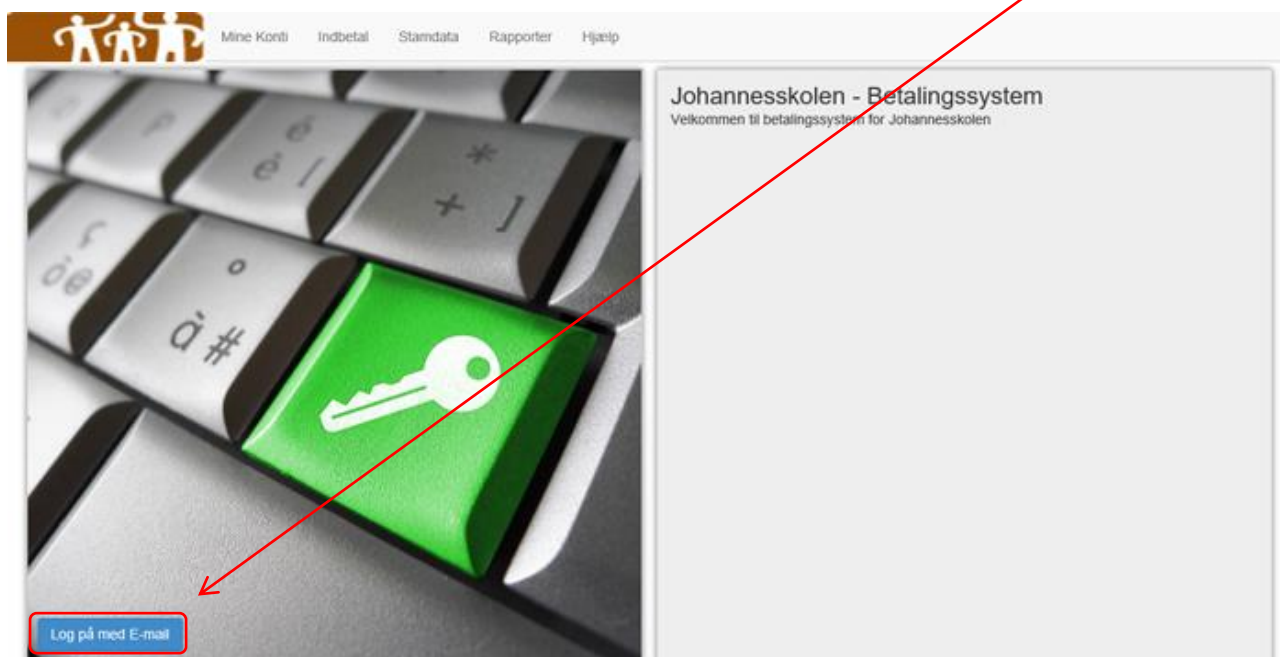 Mine Konti Indbetal Stamdata Rapporter Hjælp
Johannesskolen - Betalingssystem
Velkommen til betalingssystem for Johannesskolen
*
é
è [
+ ]
ç
ò@
°
à #
Log på med E-mail